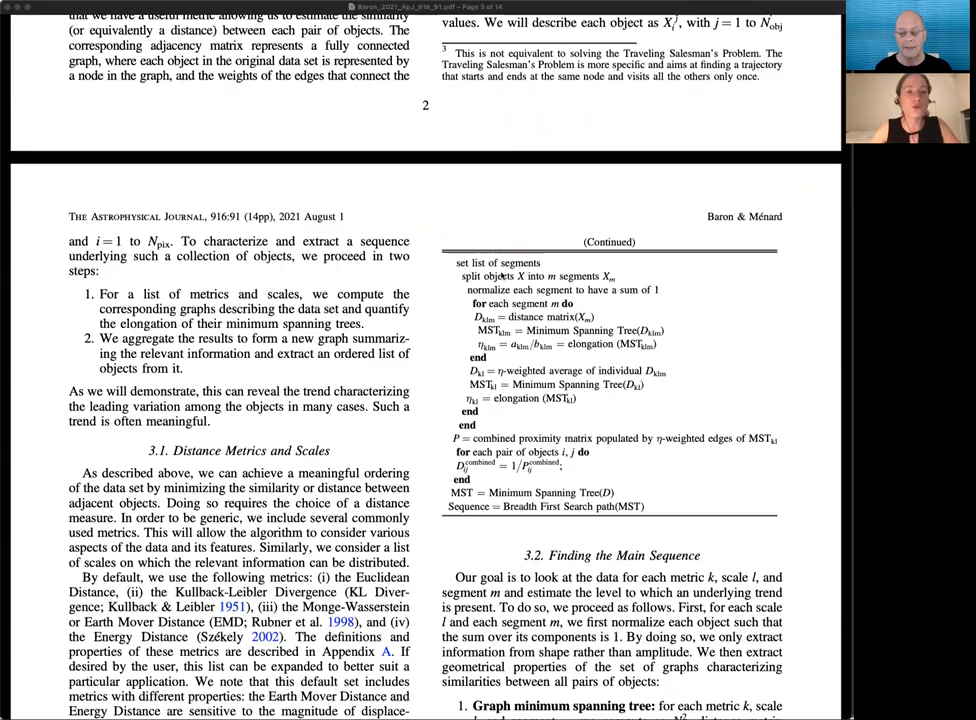 Baron_2021_ApJ_916_91.pdf – Page 3 of 14
that we have a useful metric allowing us to estimate the similarity
(or equivalently a distance) between each pair of objects. The
corresponding adjacency matrix represents a fully connected
graph, where each object in the original data set is represented by
a node in the graph, and the weights of the edges that connect the
values. We will describe each object as X_i^j, with j = 1 to N_obj
3 This is not equivalent to solving the Traveling Salesman's Problem. The
Traveling Salesman's Problem is more specific and aims at finding a trajectory
that starts and ends at the same node and visits all the others only once.
2
THE ASTROPHYSICAL JOURNAL, 916:91 (14pp), 2021 August 1
Baron & Ménard
and i = 1 to N_pix. To characterize and extract a sequence
underlying such a collection of objects, we proceed in two
steps:
1. For a list of metrics and scales, we compute the
corresponding graphs describing the data set and quantify
the elongation of their minimum spanning trees.
2. We aggregate the results to form a new graph summariz-
ing the relevant information and extract an ordered list of
objects from it.
As we will demonstrate, this can reveal the trend characterizing
the leading variation among the objects in many cases. Such a
trend is often meaningful.
3.1. Distance Metrics and Scales
As described above, we can achieve a meaningful ordering
of the data set by minimizing the similarity or distance between
adjacent objects. Doing so requires the choice of a distance
measure. In order to be generic, we include several commonly
used metrics. This will allow the algorithm to consider various
aspects of the data and its features. Similarly, we consider a list
of scales on which the relevant information can be distributed.
By default, we use the following metrics: (i) the Euclidean
Distance, (ii) the Kullback-Leibler Divergence (KL Diver-
gence; Kullback & Leibler 1951), (iii) the Monge-Wasserstein
or Earth Mover Distance (EMD; Rubner et al. 1998), and (iv)
the Energy Distance (Székely 2002). The definitions and
properties of these metrics are described in Appendix A. If
desired by the user, this list can be expanded to better suit a
particular application. We note that this default set includes
metrics with different properties: the Earth Mover Distance and
Energy Distance are sensitive to the magnitude of displace-
(Continued)
set list of segments
split objects X into m segments X_m
normalize each segment to have a sum of 1
for each segment m do
D_klm = distance matrix(X_m)
MST_klm = Minimum Spanning Tree(D_klm)
η_klm = a_klm/b_klm = elongation (MST_klm)
end
D_kl = η-weighted average of individual D_klm
MST_kl = Minimum Spanning Tree(D_kl)
η_kl = elongation (MST_kl)
end
end
P = combined proximity matrix populated by η-weighted edges of MST_kl
for each pair of objects i, j do
D_ij^combined = 1/P_ij^combined;
end
MST = Minimum Spanning Tree(D)
Sequence = Breadth First Search path(MST)
3.2. Finding the Main Sequence
Our goal is to look at the data for each metric k, scale l, and
segment m and estimate the level to which an underlying trend
is present. To do so, we proceed as follows. First, for each scale
l and each segment m, we first normalize each object such that
the sum over its components is 1. By doing so, we only extract
information from shape rather than amplitude. We then extract
geometrical properties of the set of graphs characterizing
similarities between all pairs of objects:
1. Graph minimum spanning tree: for each metric k, scale